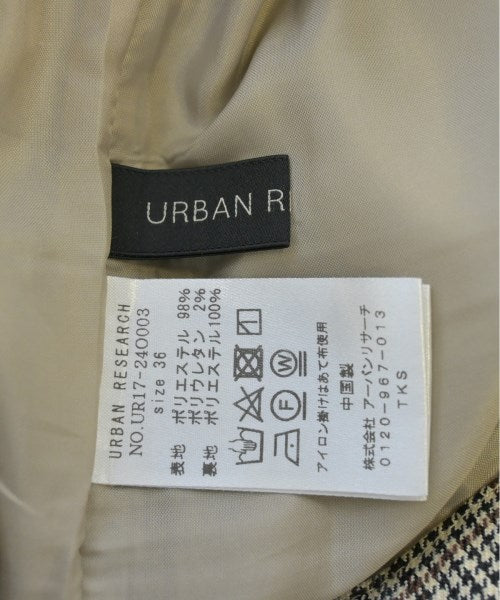 URBAN R
URBAN RESEARCH
NO.UR17-24O003
size 36
表地 ポリエステル 98%
ポリウレタン 2%
裏地 ポリエステル100%
アイロン掛けはあて布使用
中国製
株式会社 アーバンリサーチ
0120-967-013
TKS